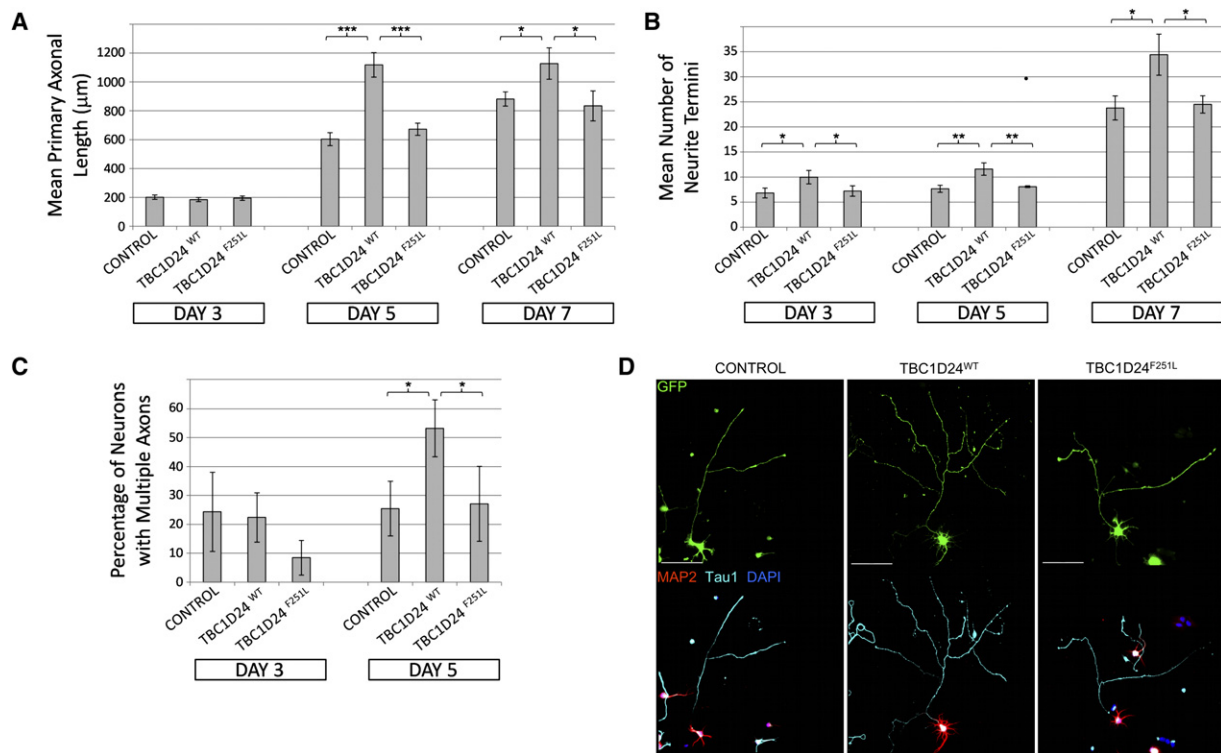 A
Mean Primary Axonal
Length (μm)
1200
1000
800
600
400
200
0
***
***
*
*
CONTROL
TBC1D24 WT
TBC1D24 F251L
CONTROL
TBC1D24 WT
TBC1D24 F251L
CONTROL
TBC1D24 WT
TBC1D24 F251L
DAY 3
DAY 5
DAY 7
B
Mean Number of
Neurite Termini
35
30
25
20
15
10
5
0
*
*
**
**
*
*
CONTROL
TBC1D24 WT
TBC1D24 F251L
CONTROL
TBC1D24 WT
TBC1D24 F251L
CONTROL
TBC1D24 WT
TBC1D24 F251L
DAY 3
DAY 5
DAY 7
C
Percentage of Neurons
with Multiple Axons
60
50
40
30
20
10
0
*
*
CONTROL
TBC1D24 WT
TBC1D24 F251L
CONTROL
TBC1D24 WT
TBC1D24 F251L
DAY 3
DAY 5
D
CONTROL
TBC1D24WT
TBC1D24F251L
GFP
MAP2 Tau1 DAPI